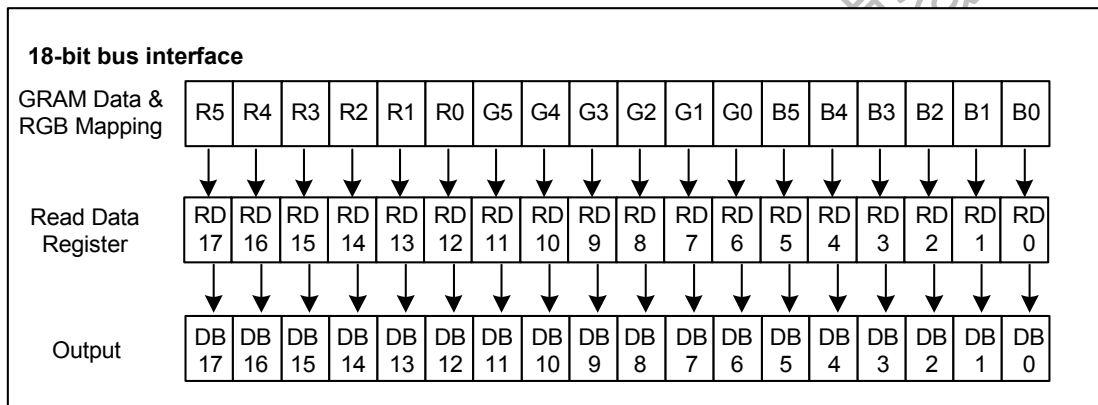 18-bit bus interface
GRAM Data &
RGB Mapping
R5 R4 R3 R2 R1 R0 G5 G4 G3 G2 G1 G0 B5 B4 B3 B2 B1 B0
Read Data
Register
RD RD RD RD RD RD RD RD RD RD RD RD RD RD RD RD RD RD
17 16 15 14 13 12 11 10 9 8 7 6 5 4 3 2 1 0
Output
DB DB DB DB DB DB DB DB DB DB DB DB DB DB DB DB DB DB
17 16 15 14 13 12 11 10 9 8 7 6 5 4 3 2 1 0